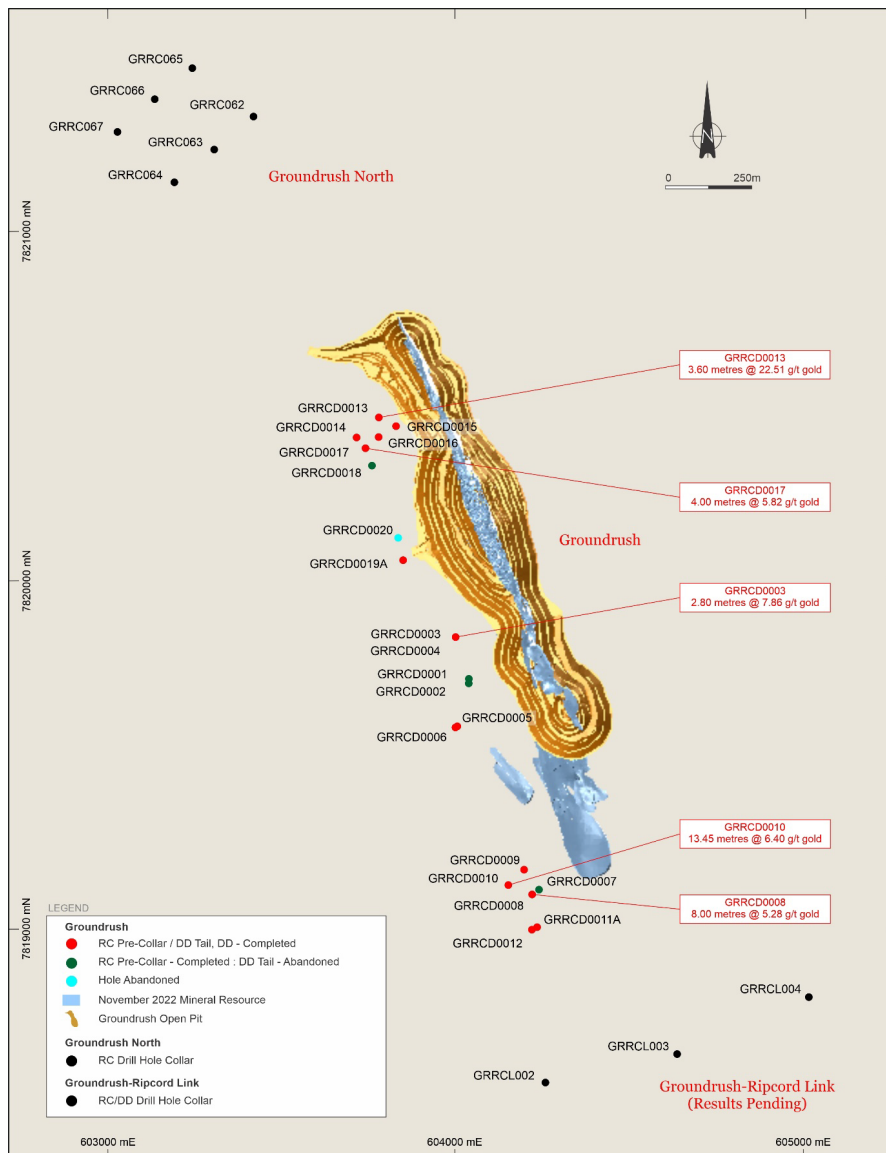 GRRC065
GRRC066
GRRC062
GRRC067
GRRC063
GRRC064
Groundrush North
N
0 250m
7821000 mN
GRRCD0013
3.60 metres @ 22.51 g/t gold
GRRCD0013
GRRCD0014
GRRCD0015
GRRCD0016
GRRCD0017
GRRCD0018
GRRCD0017
4.00 metres @ 5.82 g/t gold
GRRCD0020
Groundrush
GRRCD0019A
7820000 mN
GRRCD0003
2.80 metres @ 7.86 g/t gold
GRRCD0003
GRRCD0004
GRRCD0001
GRRCD0002
GRRCD0005
GRRCD0006
GRRCD0010
13.45 metres @ 6.40 g/t gold
GRRCD0009
GRRCD0010
GRRCD0007
GRRCD0008
GRRCD0008
8.00 metres @ 5.28 g/t gold
GRRCD0011A
GRRCD0012
7819000 mN
LEGEND
Groundrush
RC Pre-Collar / DD Tail, DD - Completed
RC Pre-Collar - Completed : DD Tail - Abandoned
Hole Abandoned
November 2022 Mineral Resource
Groundrush Open Pit
Groundrush North
RC Drill Hole Collar
Groundrush-Ripcord Link
RC/DD Drill Hole Collar
GRRCL004
GRRCL003
GRRCL002
Groundrush-Ripcord Link
(Results Pending)
603000 mE
604000 mE
605000 mE